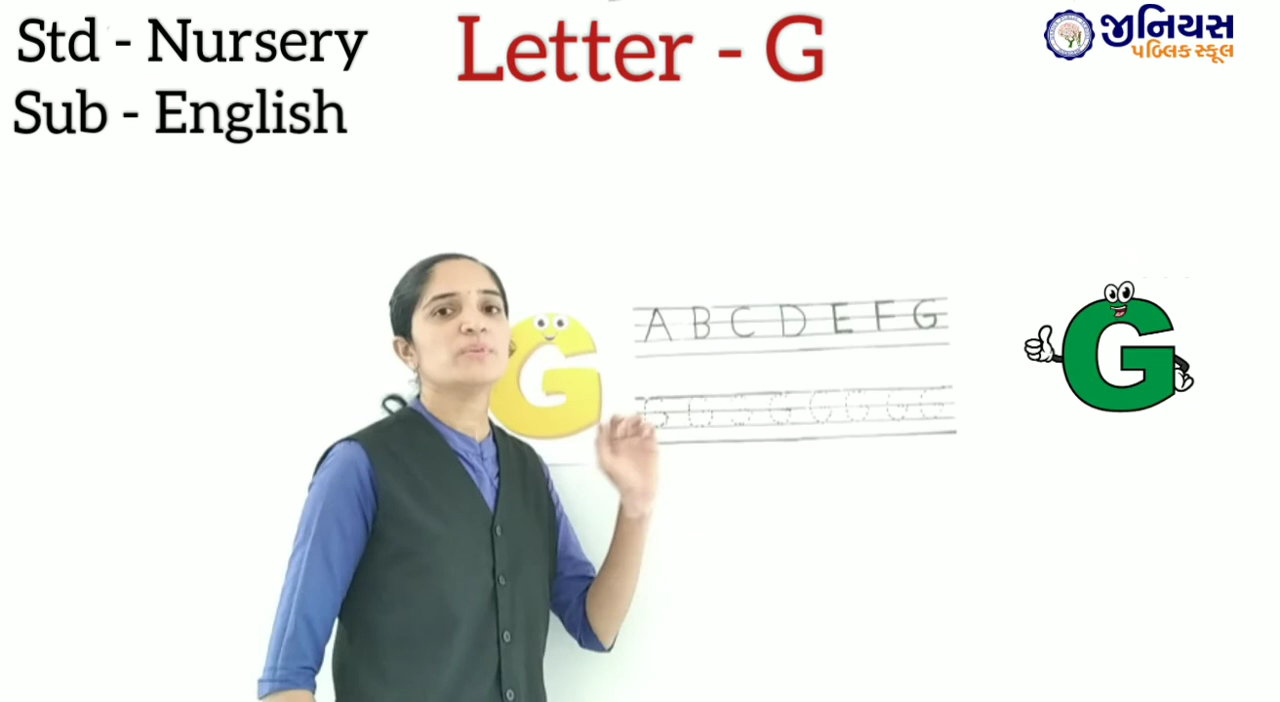 Std - Nursery
Sub - English
Letter - G
જીનિયસ
પબ્લિક સ્કૂલ
G
A B C D E F G
G G G G G G G G
G